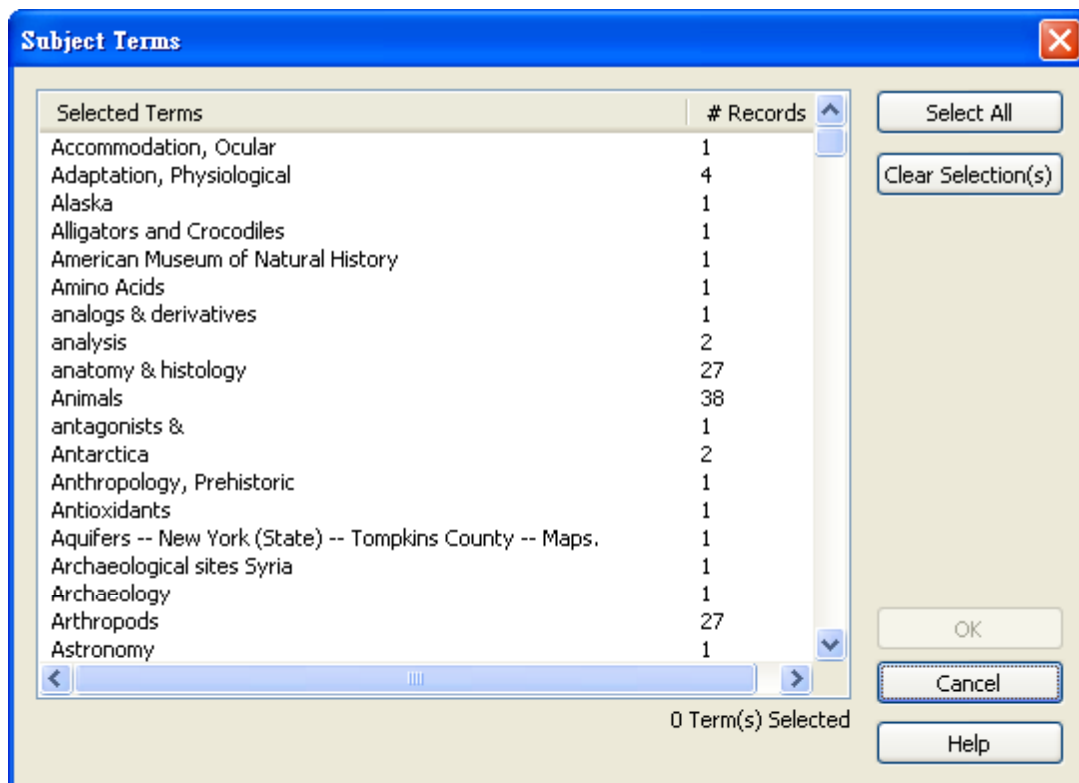 Subject Terms
Selected Terms # Records
Select All
Accommodation, Ocular 1
Adaptation, Physiological 4
Clear Selection(s)
Alaska 1
Alligators and Crocodiles 1
American Museum of Natural History 1
Amino Acids 1
analogs & derivatives 1
analysis 2
anatomy & histology 27
Animals 38
antagonists & 1
Antarctica 2
Anthropology, Prehistoric 1
Antioxidants 1
Aquifers -- New York (State) -- Tompkins County -- Maps. 1
Archaeological sites Syria 1
Archaeology 1
Arthropods 27
OK
Astronomy 1
Cancel
0 Term(s) Selected
Help